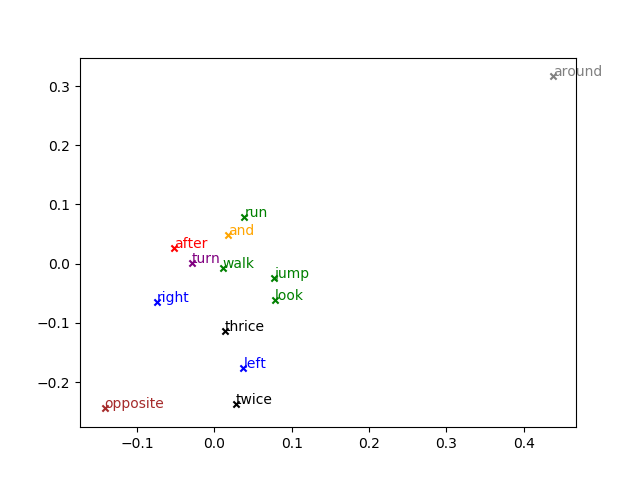 around
0.3
0.2
0.1
run
and
after
turn
walk
0.0
jump
right
look
−0.1
thrice
left
−0.2
opposite
twice
−0.1
0.0
0.1
0.2
0.3
0.4